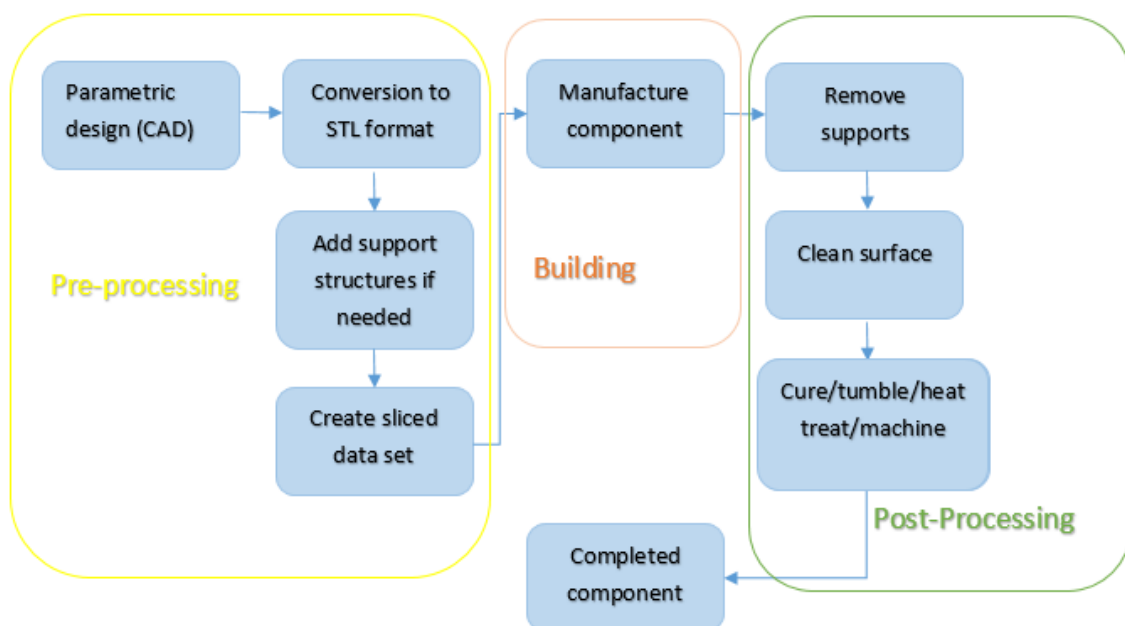 Parametric
design (CAD)
Conversion to
STL format
Add support
structures if
needed
Create sliced
data set
Pre-processing
Manufacture
component
Building
Remove
supports
Clean surface
Cure/tumble/heat
treat/machine
Post-Processing
Completed
component